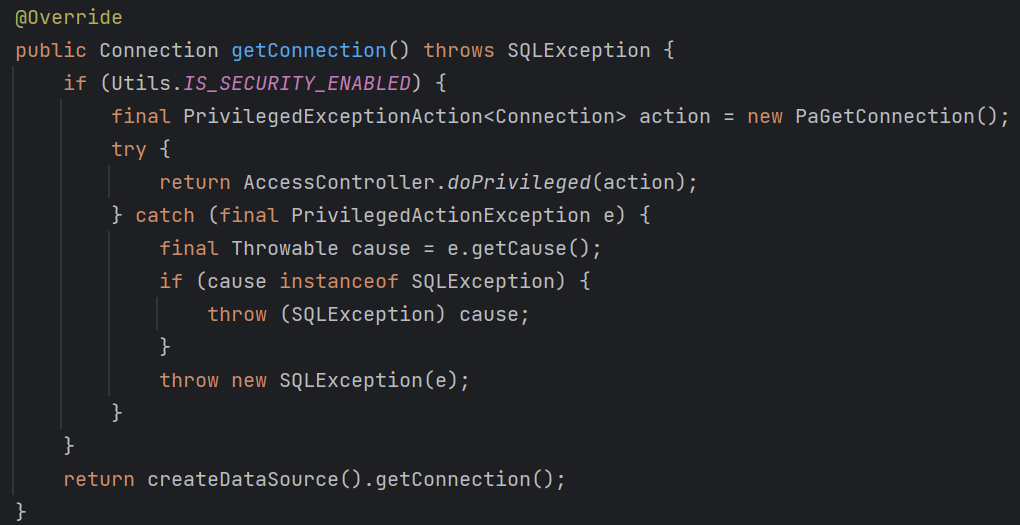 @Override
public Connection getConnection() throws SQLException {
    if (Utils.IS_SECURITY_ENABLED) {
        final PrivilegedExceptionAction<Connection> action = new PaGetConnection();
        try {
            return AccessController.doPrivileged(action);
        } catch (final PrivilegedActionException e) {
            final Throwable cause = e.getCause();
            if (cause instanceof SQLException) {
                throw (SQLException) cause;
            }
            throw new SQLException(e);
        }
    }
    return createDataSource().getConnection();
}